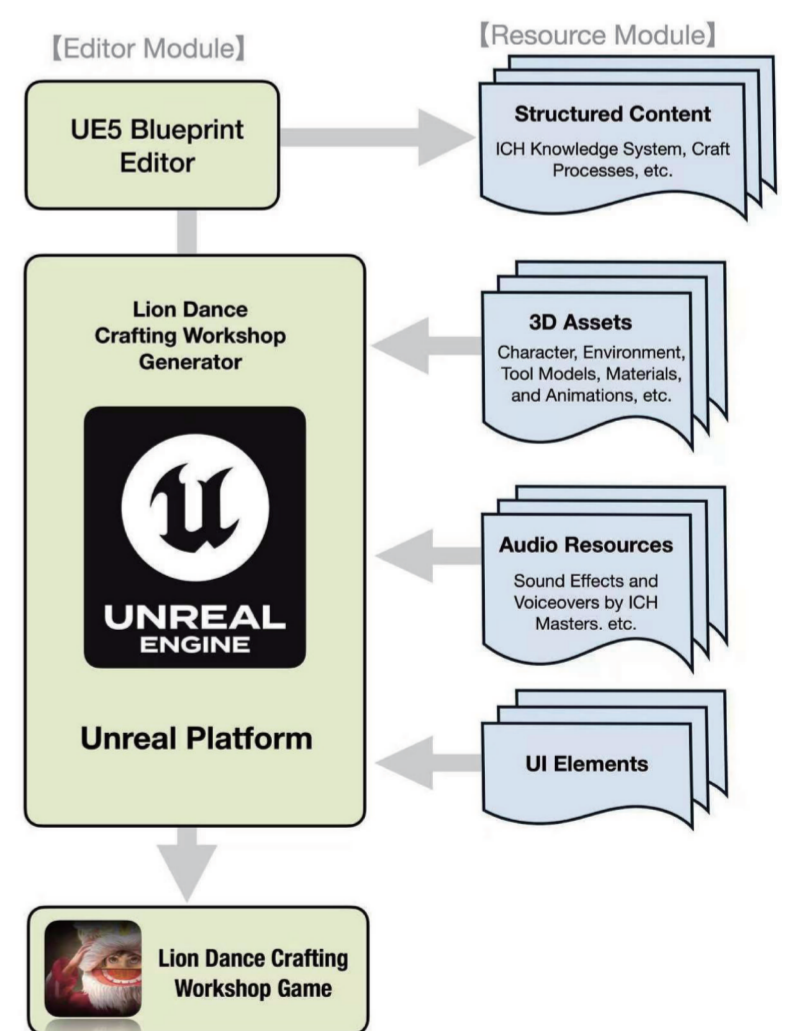 【Editor Module】
【Resource Module】
UE5 Blueprint
Editor
Structured Content
ICH Knowledge System, Craft
Processes, etc.
Lion Dance
Crafting Workshop
Generator
UNREAL
ENGINE
Unreal Platform
3D Assets
Character, Environment,
Tool Models, Materials,
and Animations, etc.
Audio Resources
Sound Effects and
Voiceovers by ICH
Masters. etc.
UI Elements
Lion Dance Crafting
Workshop Game